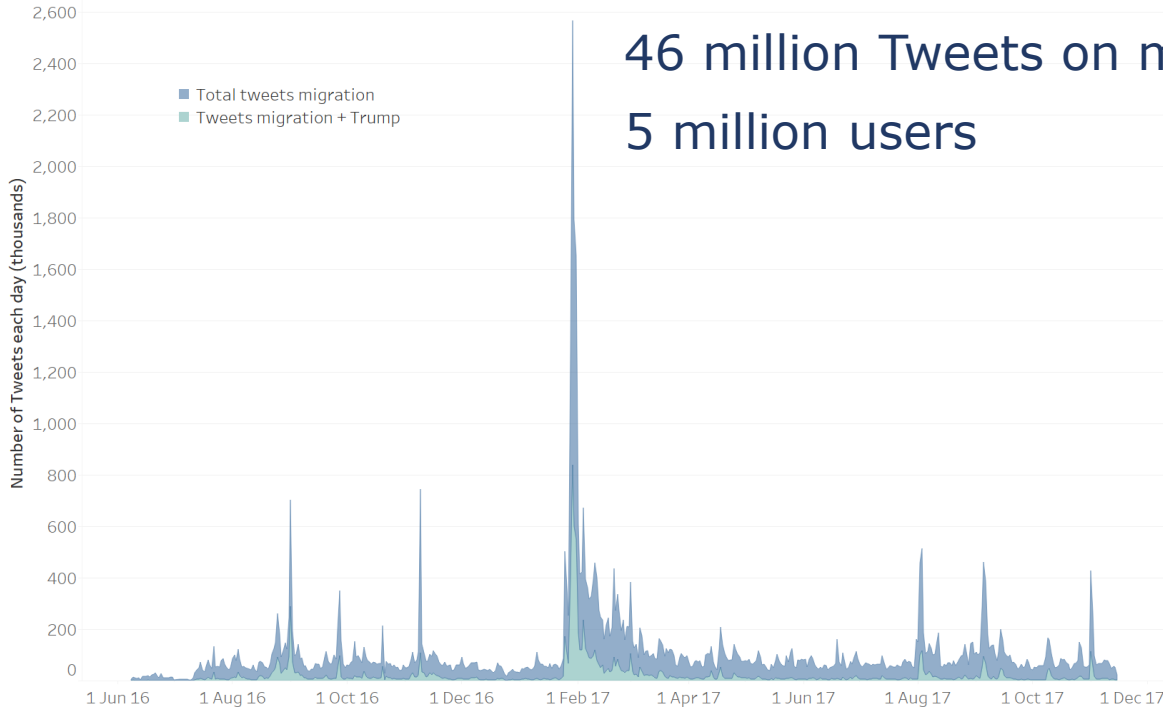 2,600
46 million Tweets on m
2,400
Total tweets migration
2,200
Tweets migration + Trump
5 million users
2,000
1,800
1,600
1,400
1,200
1,000
800
600
400
200
0
Number of Tweets each day (thousands)
1 Jun 16 1 Aug 16 1 Oct 16 1 Dec 16 1 Feb 17 1 Apr 17 1 Jun 17 1 Aug 17 1 Oct 17 1 Dec 17